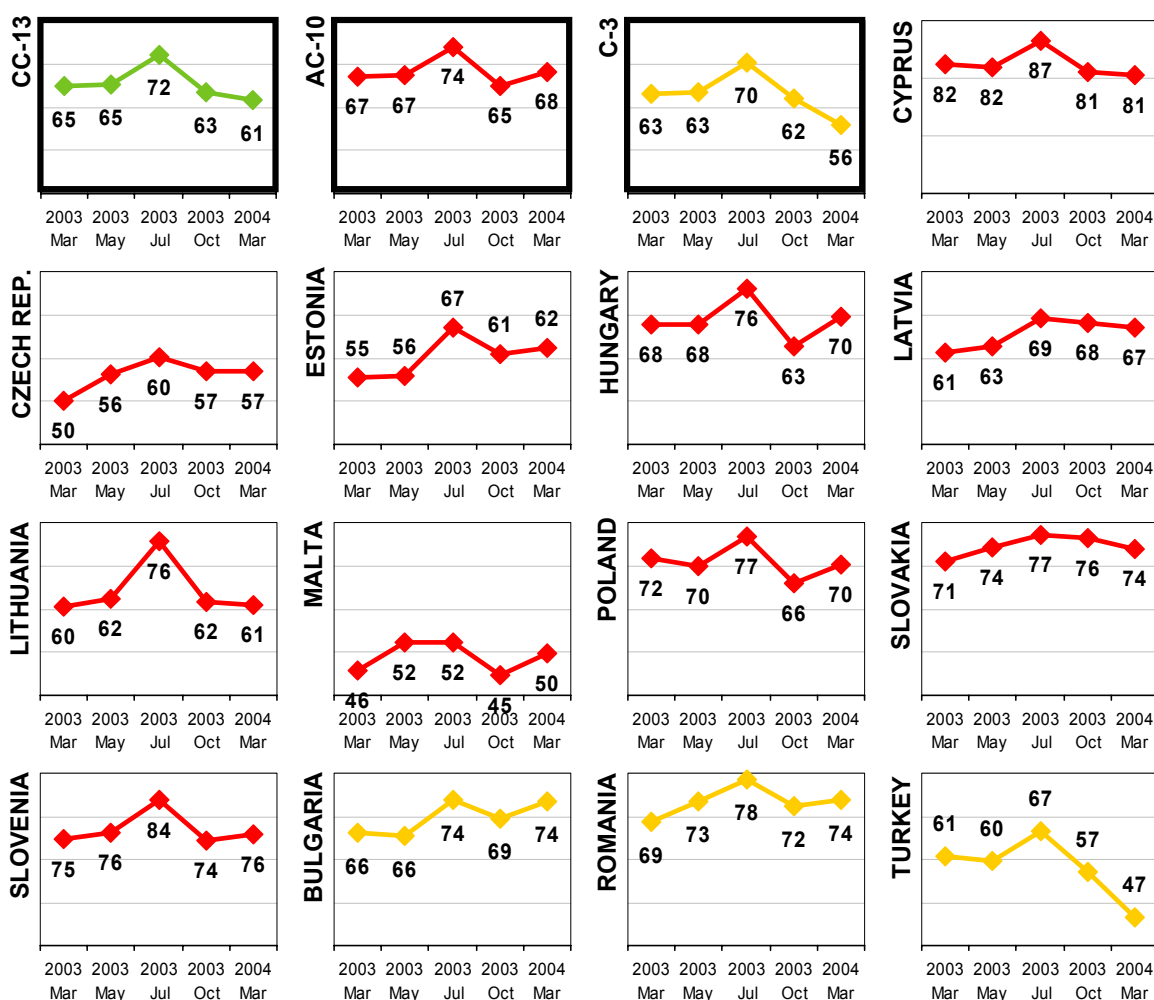 CC-13
65 65 72 63 61
2003 2003 2003 2003 2004
Mar May Jul Oct Mar
AC-10
67 67 74 65 68
2003 2003 2003 2003 2004
Mar May Jul Oct Mar
C-3
63 63 70 62 56
2003 2003 2003 2003 2004
Mar May Jul Oct Mar
CYPRUS
82 82 87 81 81
2003 2003 2003 2003 2004
Mar May Jul Oct Mar
CZECH REP.
50 56 60 57 57
2003 2003 2003 2003 2004
Mar May Jul Oct Mar
ESTONIA
55 56 67 61 62
2003 2003 2003 2003 2004
Mar May Jul Oct Mar
HUNGARY
68 68 76 63 70
2003 2003 2003 2003 2004
Mar May Jul Oct Mar
LATVIA
61 63 69 68 67
2003 2003 2003 2003 2004
Mar May Jul Oct Mar
LITHUANIA
60 62 76 62 61
2003 2003 2003 2003 2004
Mar May Jul Oct Mar
MALTA
46 52 52 45 50
2003 2003 2003 2003 2004
Mar May Jul Oct Mar
POLAND
72 70 77 66 70
2003 2003 2003 2003 2004
Mar May Jul Oct Mar
SLOVAKIA
71 74 77 76 74
2003 2003 2003 2003 2004
Mar May Jul Oct Mar
SLOVENIA
75 76 84 74 76
2003 2003 2003 2003 2004
Mar May Jul Oct Mar
BULGARIA
66 66 74 69 74
2003 2003 2003 2003 2004
Mar May Jul Oct Mar
ROMANIA
69 73 78 72 74
2003 2003 2003 2003 2004
Mar May Jul Oct Mar
TURKEY
61 60 67 57 47
2003 2003 2003 2003 2004
Mar May Jul Oct Mar